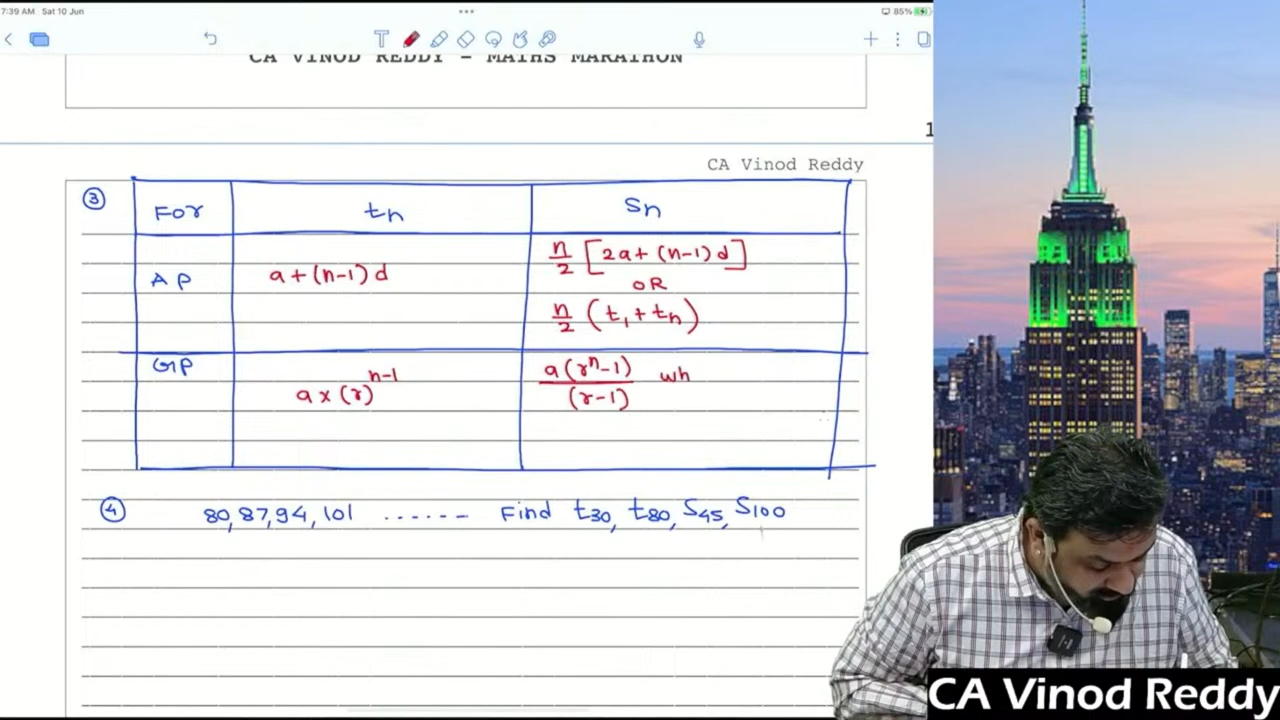 7:39 AM Sat 10 Jun
85%
CA VINOD REDDY - MATHS MARATHON
1
CA Vinod Reddy
③ For tn Sn
AP a+(n-1)d n/2 [2a+(n-1)d]
OR
n/2 (t₁+tn)
GP a×(r)^(n-1) a(r^n-1)/(r-1) wh
④ 80, 87, 94, 101 ....... Find t30, t80, S45, S100
CA Vinod Reddy